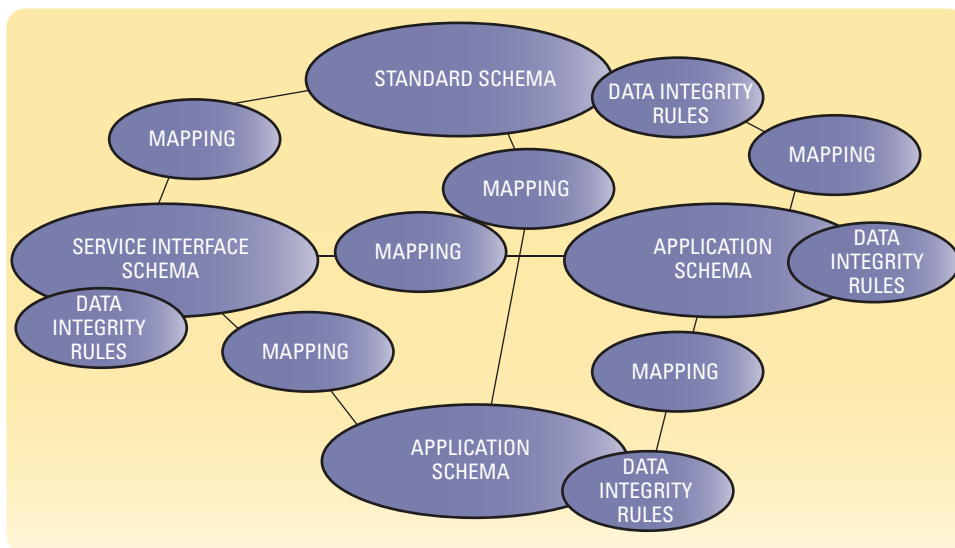 STANDARD SCHEMA
DATA INTEGRITY
RULES
MAPPING
MAPPING
MAPPING
SERVICE INTERFACE
SCHEMA
MAPPING
APPLICATION
SCHEMA
DATA
INTEGRITY
RULES
DATA
INTEGRITY
RULES
MAPPING
MAPPING
APPLICATION
SCHEMA
DATA
INTEGRITY
RULES